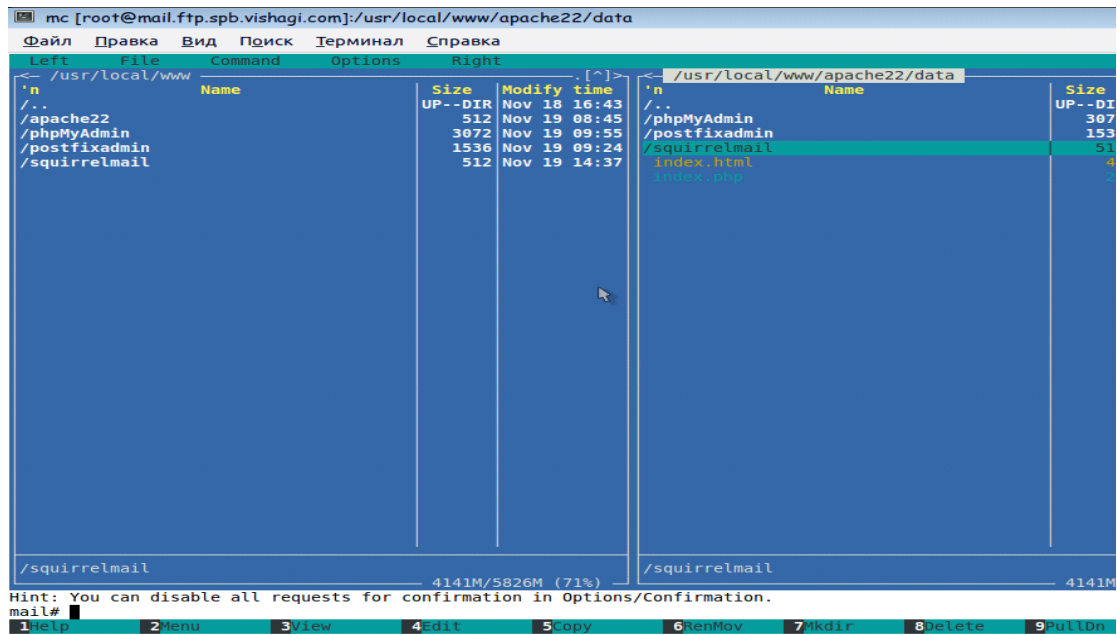 mc [root@mail.ftp.spb.vishagi.com]:/usr/local/www/apache22/data
Файл Правка Вид Поиск Терминал Справка
Left File Command Options Right
<— /usr/local/www .[^]> <— /usr/local/www/apache22/data
'n Name Size Modify time 'n Name Size
/.. UP--DIR Nov 18 16:43 /.. UP--DI
/apache22 512 Nov 19 08:45 /phpMyAdmin 307
/phpMyAdmin 3072 Nov 19 09:55 /postfixadmin 153
/postfixadmin 1536 Nov 19 09:24 /squirrelmail 51
/squirrelmail 512 Nov 19 14:37 index.html 4
index.php 2
/squirrelmail /squirrelmail
4141M/5826M (71%) 4141M
Hint: You can disable all requests for confirmation in Options/Confirmation.
mail#
1Help 2Menu 3View 4Edit 5Copy 6RenMov 7Mkdir 8Delete 9PullDn